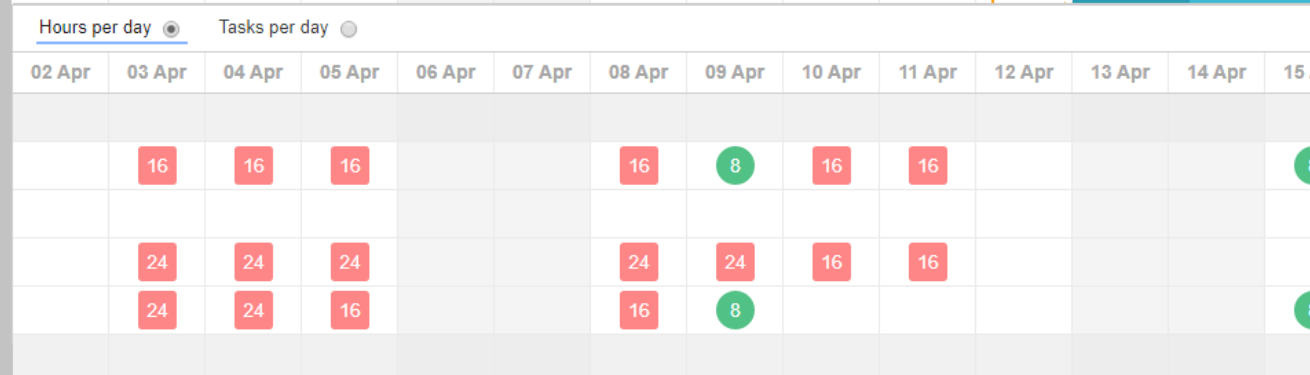 Hours per day Tasks per day
02 Apr 03 Apr 04 Apr 05 Apr 06 Apr 07 Apr 08 Apr 09 Apr 10 Apr 11 Apr 12 Apr 13 Apr 14 Apr 15
16 16 16 16 8 16 16
24 24 24 24 24 16 16
24 24 16 16 8